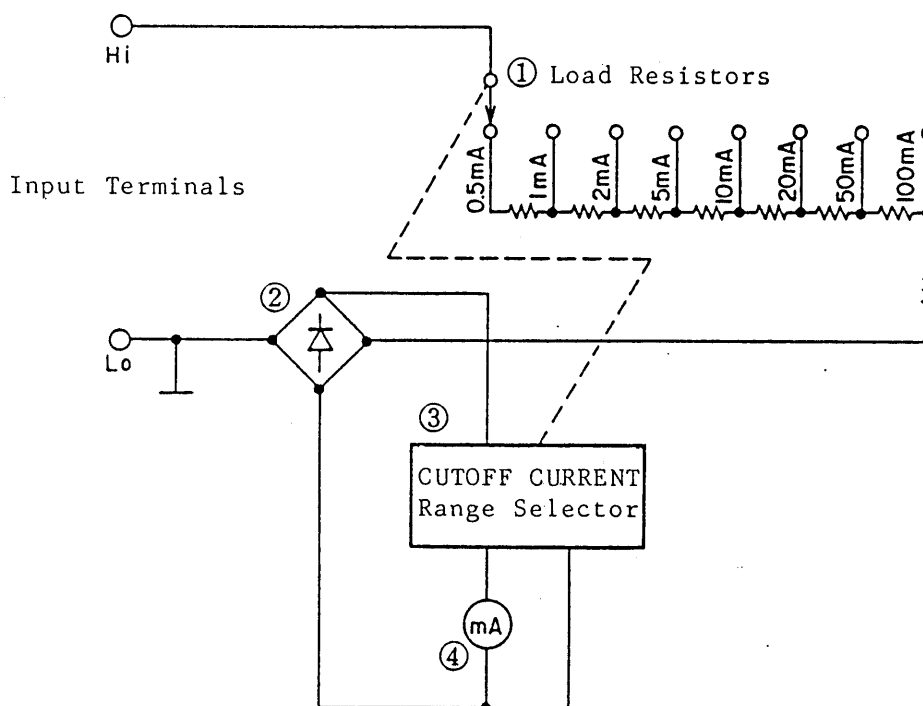 Hi
① Load Resistors
0.5mA
1mA
2mA
5mA
10mA
20mA
50mA
100mA
Input Terminals
②
Lo
③
CUTOFF CURRENT
Range Selector
mA
④